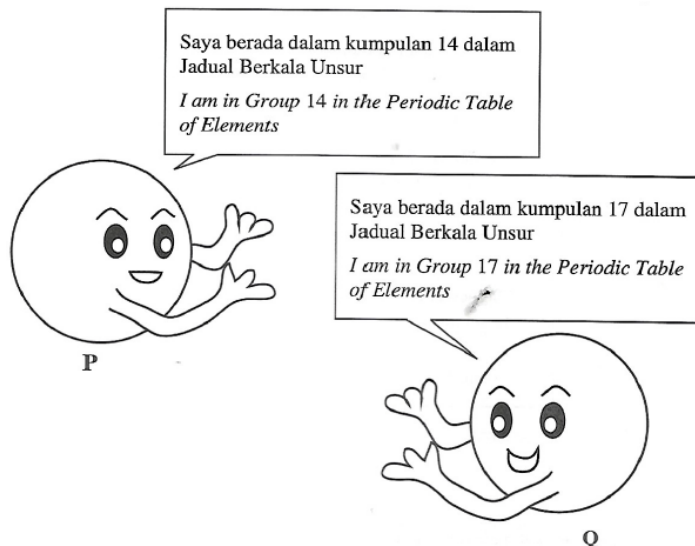 Saya berada dalam kumpulan 14 dalam
Jadual Berkala Unsur
I am in Group 14 in the Periodic Table
of Elements
Saya berada dalam kumpulan 17 dalam
Jadual Berkala Unsur
I am in Group 17 in the Periodic Table
of Elements
P
Q